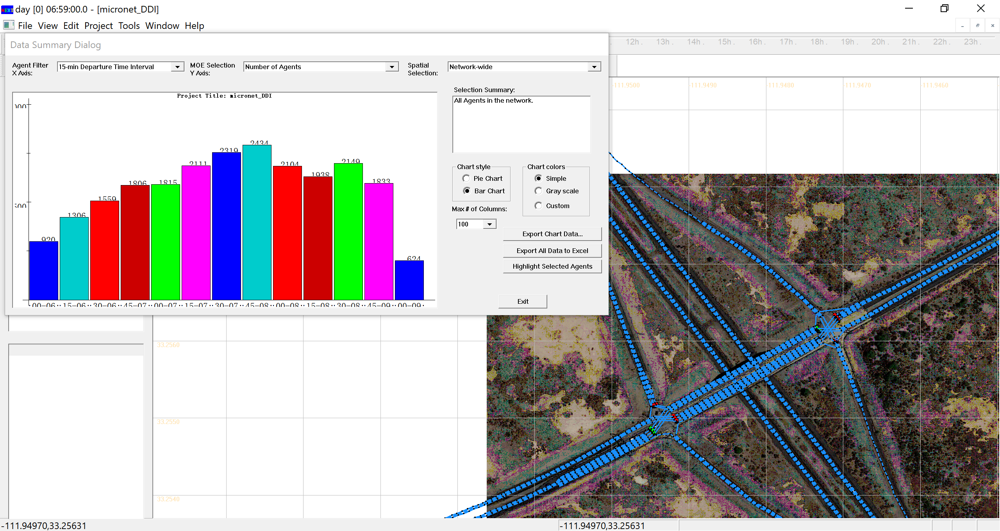 NEXT day [0] 06:59:00.0 - [micronet_DDI]
File View Edit Project Tools Window Help
12h. 13h. 14h. 15h. 16h. 17h. 18h. 19h. 20h. 21h. 22h. 23h.
Data Summary Dialog
Agent Filter X Axis:
15-min Departure Time Interval
MOE Selection Y Axis:
Number of Agents
Spatial Selection:
Network-wide
111.9500 111.9490 111.9480 111.9470 111.9460
Project Title: micronet_DDI
Selection Summary:
All Agents in the network.
2434
2319
2111 2104 2149
1806 1815 1938 1833
1559
1306
920
624
Chart style
Pie Chart
Bar Chart
Chart colors
Simple
Gray scale
Custom
Max # of Columns:
100
Export Chart Data...
Export All Data to Excel
Highlight Selected Agents
Exit
00-06 15-06 30-06 45-07 00-07 15-07 30-07 45-08 00-08 15-08 30-08 45-09 00-09
33.2560
33.2550
33.2540
-111.94970,33.25631
-111.94970,33.25631